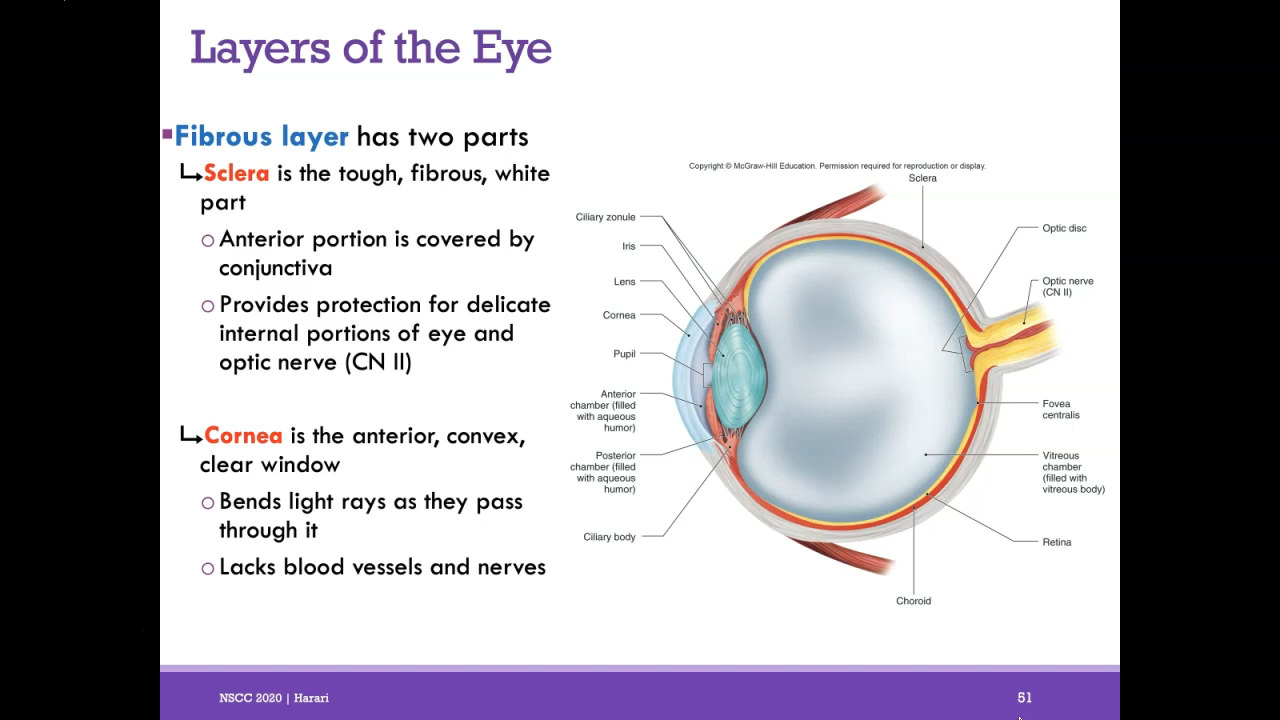 Layers of the Eye
Fibrous layer has two parts
Sclera is the tough, fibrous, white
part
Anterior portion is covered by
conjunctiva
Provides protection for delicate
internal portions of eye and
optic nerve (CN II)
Cornea is the anterior, convex,
clear window
Bends light rays as they pass
through it
Lacks blood vessels and nerves
Copyright © McGraw-Hill Education. Permission required for reproduction or display.
Sclera
Ciliary zonule
Iris
Lens
Cornea
Pupil
Anterior
chamber (filled
with aqueous
humor)
Posterior
chamber (filled
with aqueous
humor)
Ciliary body
Optic disc
Optic nerve
(CN II)
Fovea
centralis
Vitreous
chamber
(filled with
vitreous body)
Retina
Choroid
NSCC 2020 | Harari
51